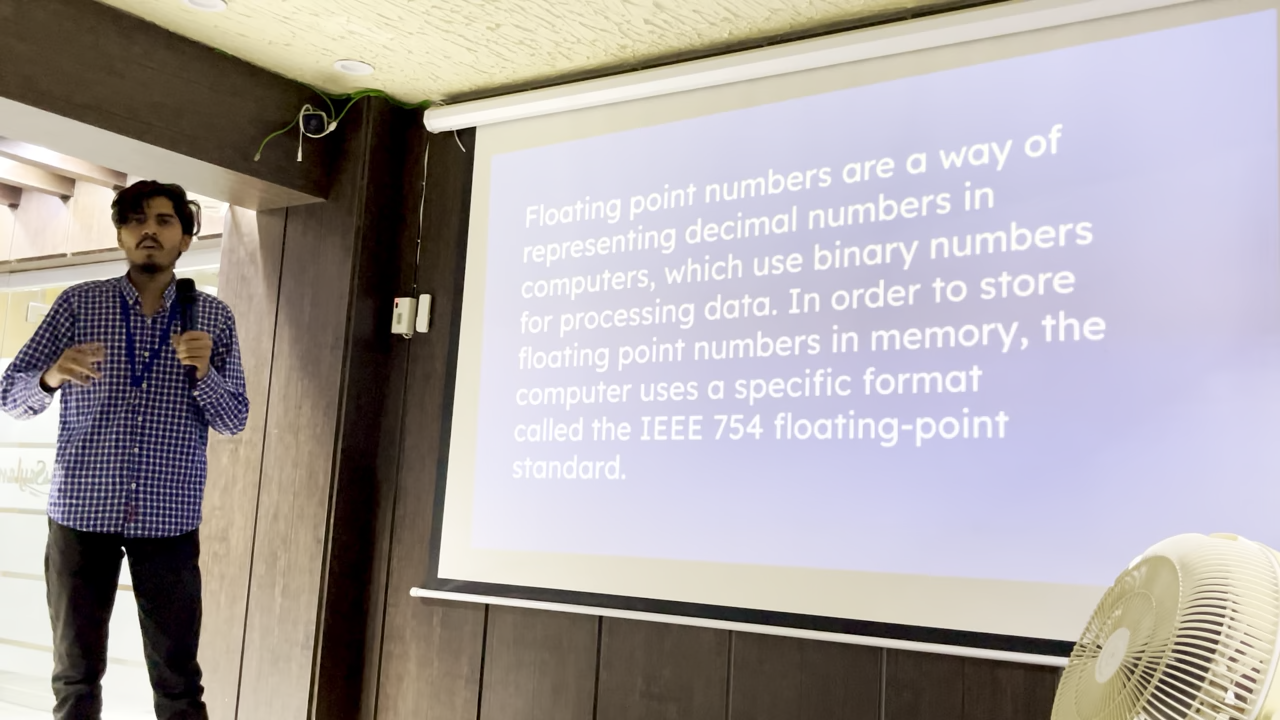 Floating point numbers are a way of
representing decimal numbers in
computers, which use binary numbers
for processing data. In order to store
floating point numbers in memory, the
computer uses a specific format
called the IEEE 754 floating-point
standard.